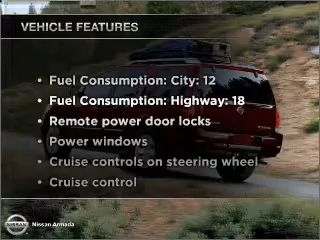 VEHICLE FEATURES
• Fuel Consumption: City: 12
• Fuel Consumption: Highway: 18
• Remote power door locks
• Power windows
• Cruise controls on steering wheel
• Cruise control
NISSAN
Nissan Armada